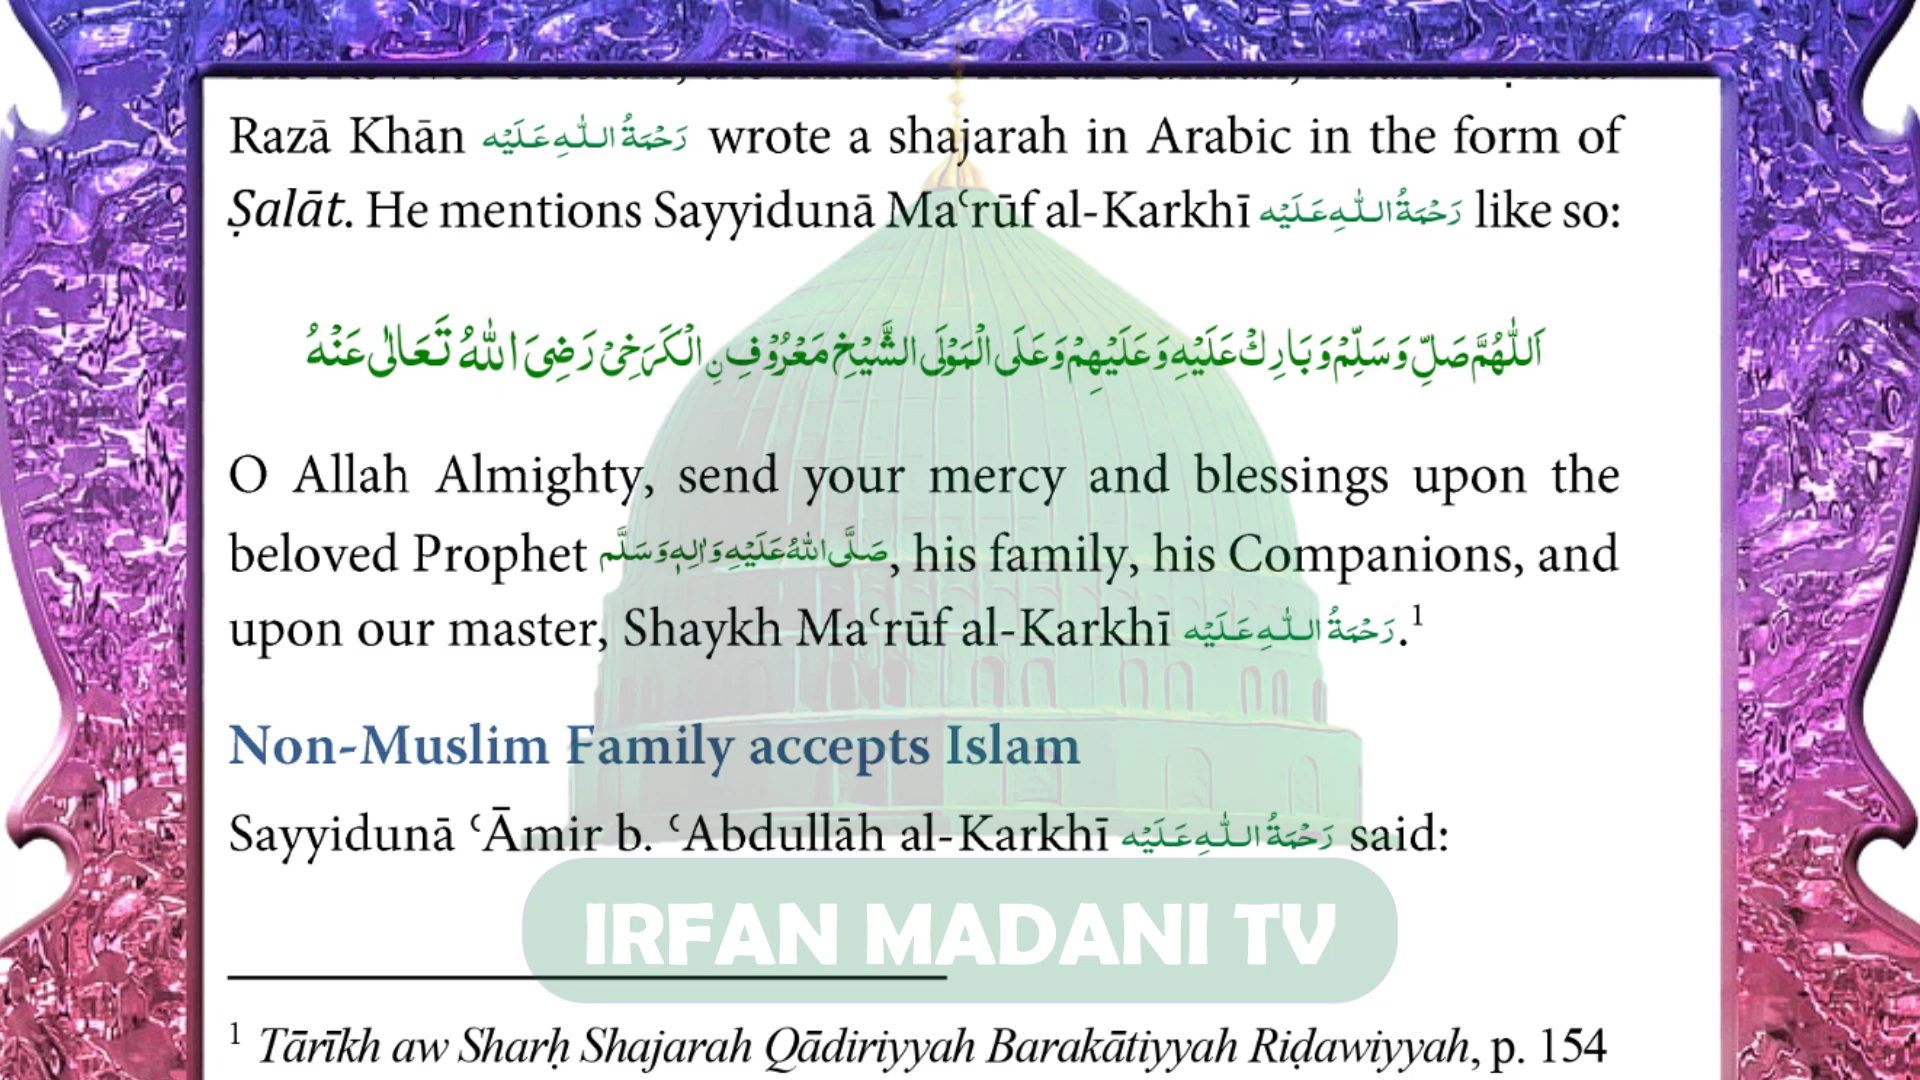 Razā Khān رَحْمَةُ اللّٰهِ عَلَيْه wrote a shajarah in Arabic in the form of
Ṣalāt. He mentions Sayyidunā Maʿrūf al-Karkhī رَحْمَةُ اللّٰهِ عَلَيْه like so:
اَللّٰهُمَّ صَلِّ وَسَلِّمْ وَبَارِكْ عَلَيْهِ وَعَلَيْهِمْ وَعَلَى الْمَوْلَى الشَّيْخِ مَعْرُوْفِ نِ الْكَرَخِىْ رَضِىَ اللّٰهُ تَعَالٰى عَنْهُ
O Allah Almighty, send your mercy and blessings upon the
beloved Prophet صَلَّى اللّٰهُ عَلَيْهِ وَاٰلِهٖ وَسَلَّم, his family, his Companions, and
upon our master, Shaykh Maʿrūf al-Karkhī رَحْمَةُ اللّٰهِ عَلَيْه.¹
Non-Muslim Family accepts Islam
Sayyidunā ʿĀmir b. ʿAbdullāh al-Karkhī رَحْمَةُ اللّٰهِ عَلَيْه said:
IRFAN MADANI TV
¹ Tārīkh aw Sharḥ Shajarah Qādiriyyah Barakātiyyah Riḍawiyyah, p. 154